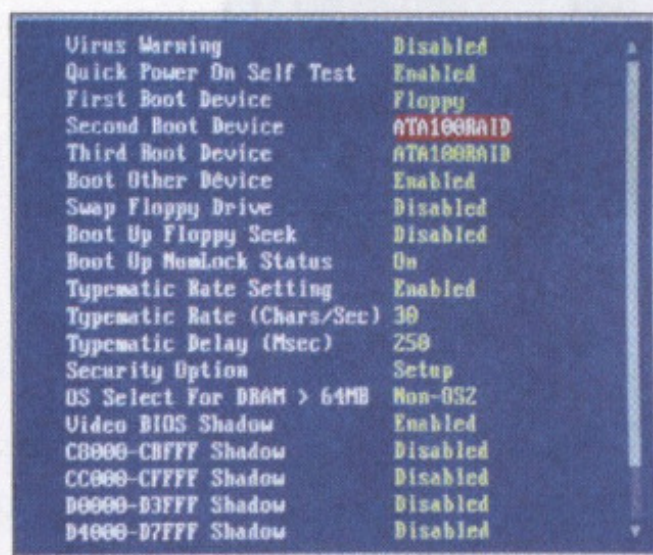 Virus Warning Disabled
Quick Power On Self Test Enabled
First Boot Device Floppy
Second Boot Device ATA100RAID
Third Boot Device ATA100RAID
Boot Other Device Enabled
Swap Floppy Drive Disabled
Boot Up Floppy Seek Disabled
Boot Up NumLock Status On
Typematic Rate Setting Enabled
Typematic Rate (Chars/Sec) 30
Typematic Delay (Msec) 250
Security Option Setup
OS Select For DRAM > 64MB Non-OS2
Video BIOS Shadow Enabled
C8000-CBFFF Shadow Disabled
CC000-CFFFF Shadow Disabled
D0000-D3FFF Shadow Disabled
D4000-D7FFF Shadow Disabled